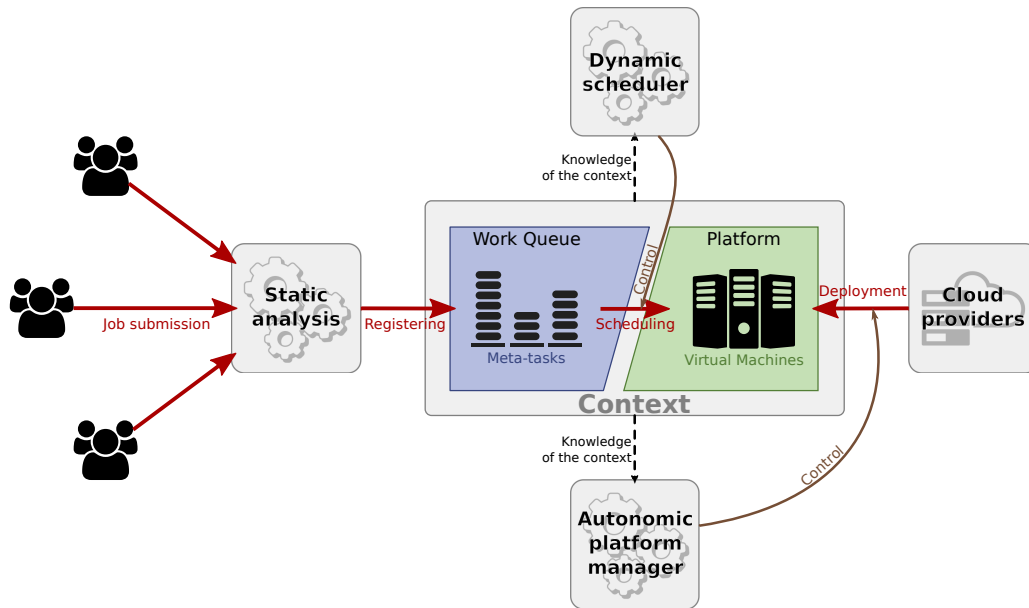 Dynamic
scheduler
Knowledge
of the context
Work Queue
Platform
Control
Static
analysis
Job submission
Registering
Scheduling
Deployment
Cloud
providers
Meta-tasks
Virtual Machines
Context
Knowledge
of the context
Control
Autonomic
platform
manager